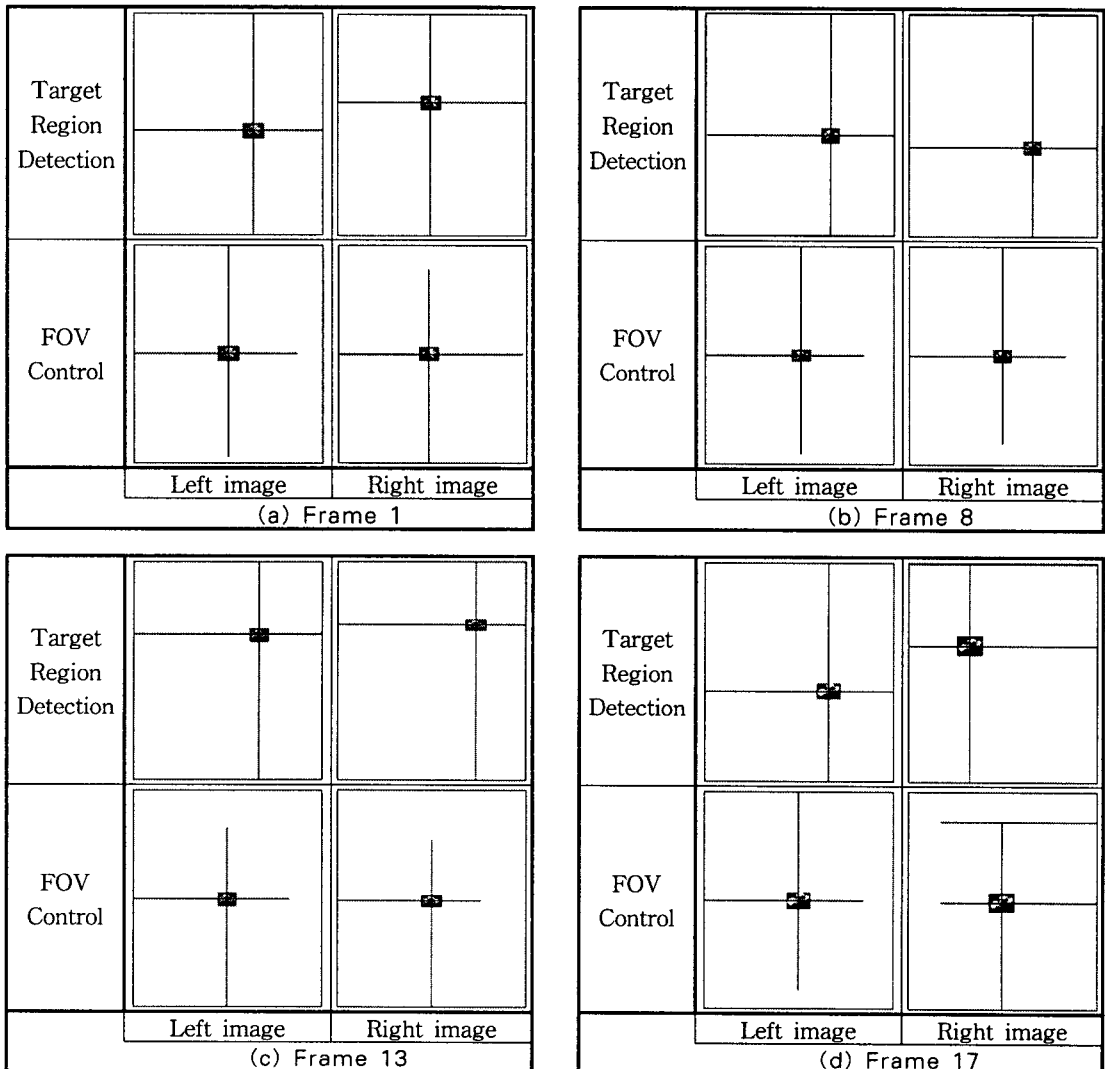 Target
Region
Detection
FOV
Control
Left image
Right image
(a) Frame 1
Target
Region
Detection
FOV
Control
Left image
Right image
(b) Frame 8
Target
Region
Detection
FOV
Control
Left image
Right image
(c) Frame 13
Target
Region
Detection
FOV
Control
Left image
Right image
(d) Frame 17